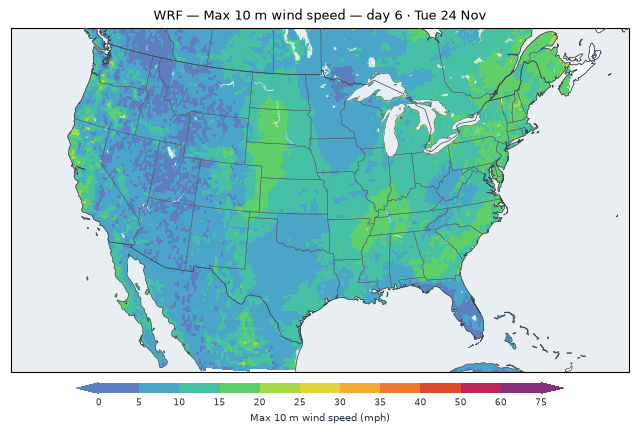 WRF — Max 10 m wind speed — day 6 · Tue 24 Nov
0 5 10 15 20 25 30 35 40 50 60 75
Max 10 m wind speed (mph)